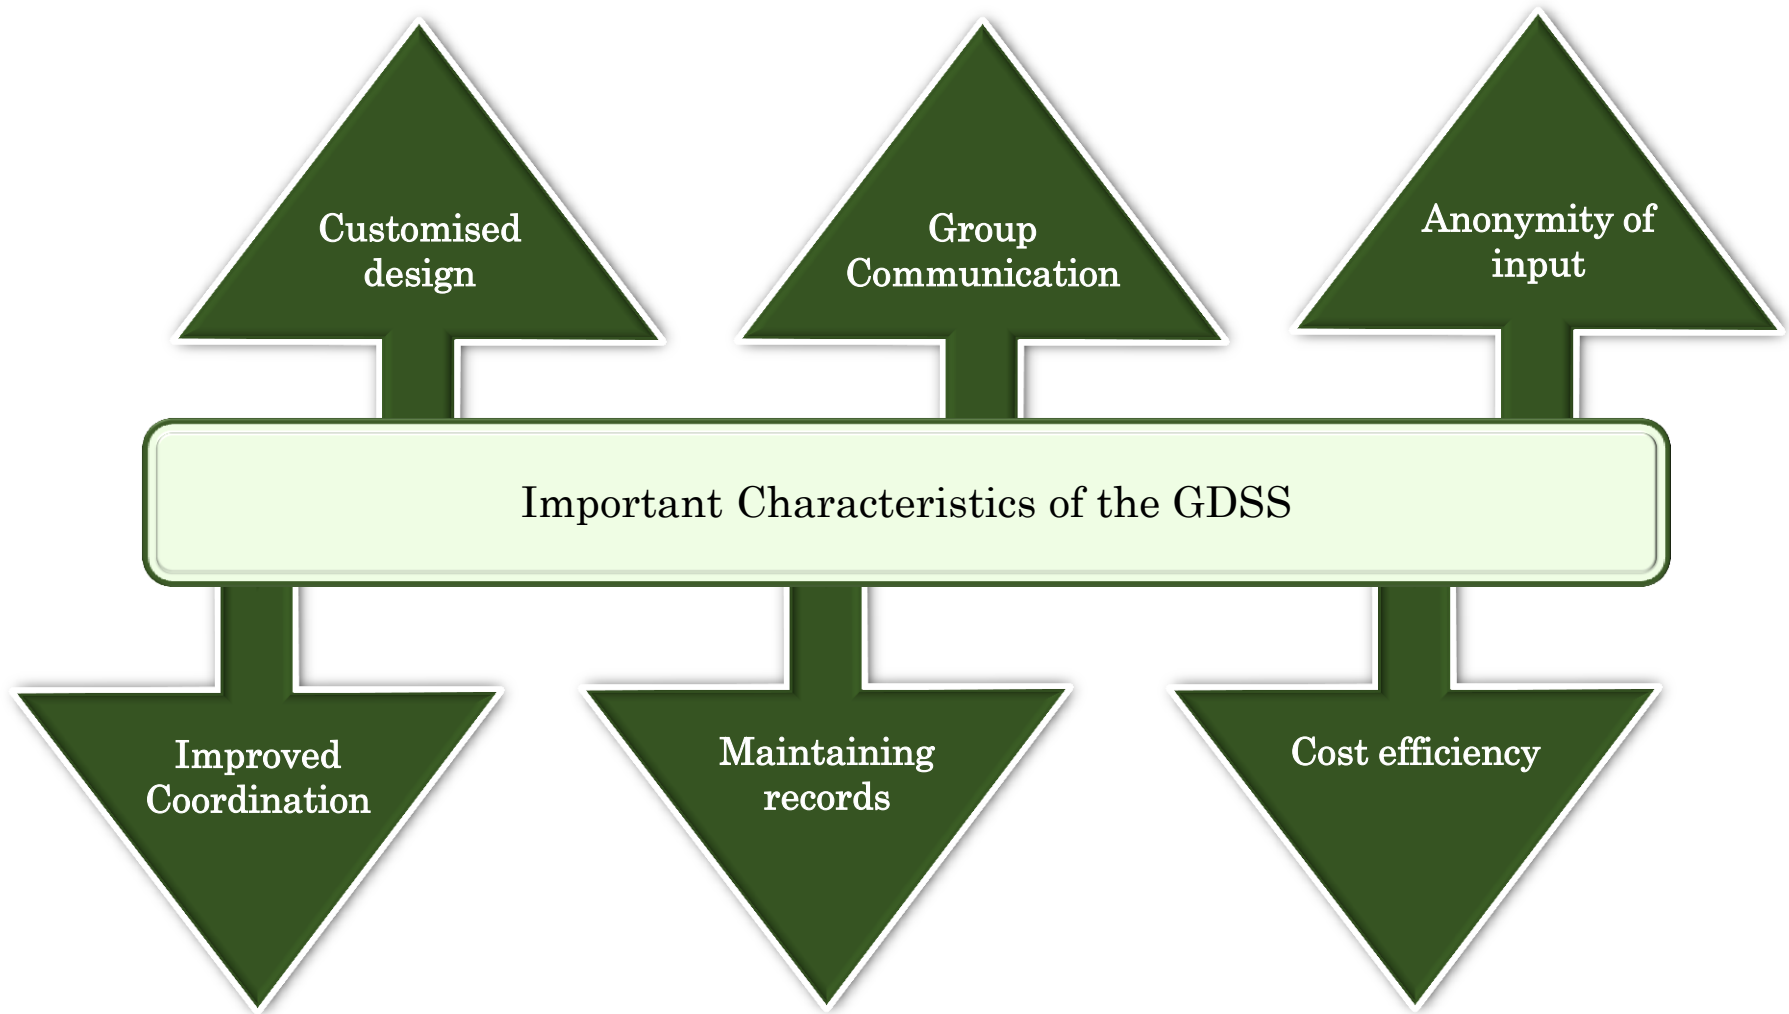 Customised
design
Group
Communication
Anonymity of
input
Important Characteristics of the GDSS
Improved
Coordination
Maintaining
records
Cost efficiency